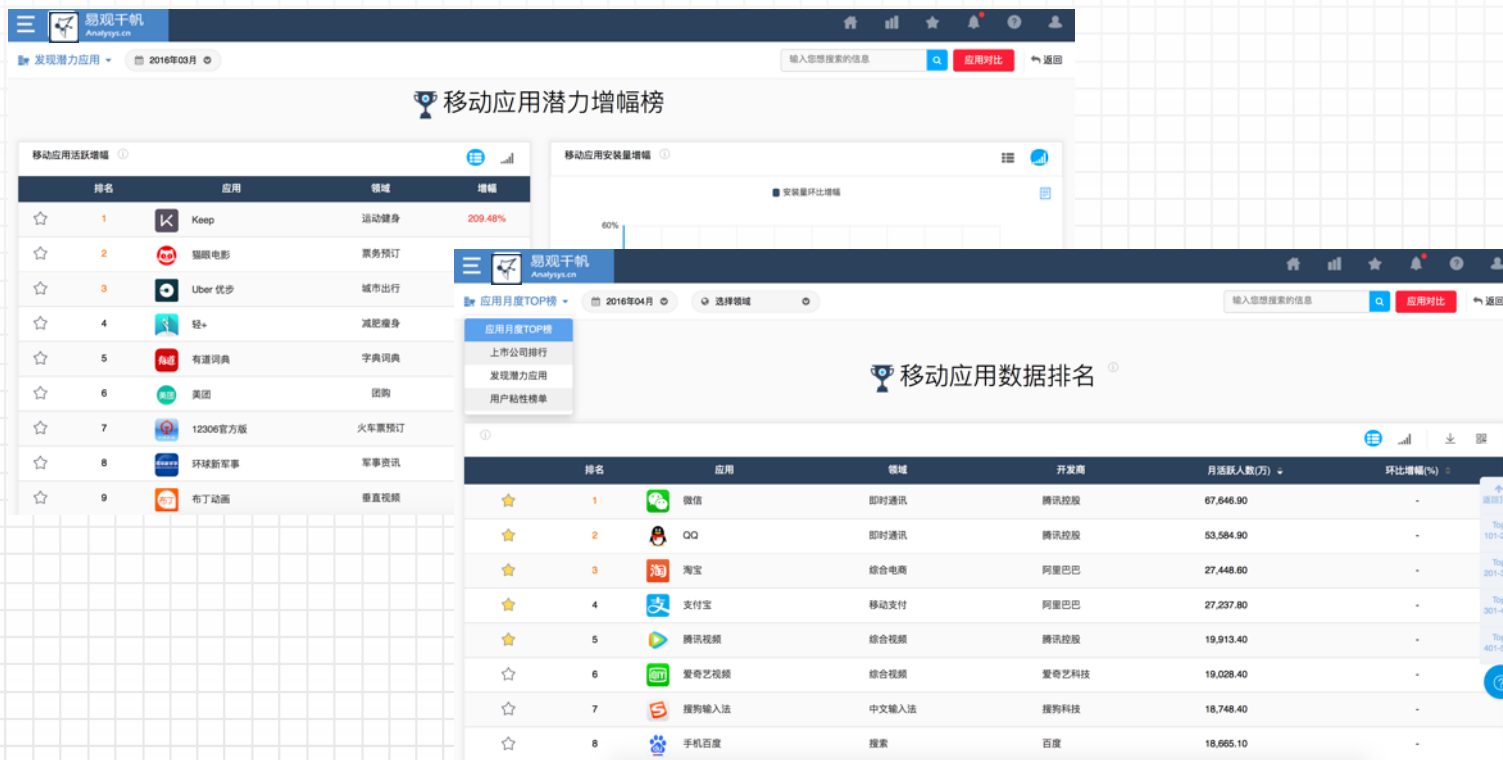 易观千帆
Analysys.cn
发现潜力应用
2016年03月
输入您想搜索的信息
应用对比
返回
移动应用潜力增幅榜
移动应用活跃增幅
排名 应用 领域 增幅
1 Keep 运动健身 209.48%
2 猫眼电影 票务预订
3 Uber 优步 城市出行
4 轻+ 减肥瘦身
5 有道词典 字典词典
6 美团 团购
7 12306官方版 火车票预订
8 环球新军事 军事资讯
9 布丁动画 垂直视频
移动应用安装量增幅
安装量环比增幅
60%
易观千帆
Analysys.cn
应用月度TOP榜
2016年04月
选择领域
输入您想搜索的信息
应用对比
返回
应用月度TOP榜
上市公司排行
发现潜力应用
用户粘性榜单
移动应用数据排名
排名 应用 领域 开发商 月活跃人数(万) 环比增幅(%)
1 微信 即时通讯 腾讯控股 67,646.90 -
2 QQ 即时通讯 腾讯控股 53,584.90 -
3 淘宝 综合电商 阿里巴巴 27,448.60 -
4 支付宝 移动支付 阿里巴巴 27,237.80 -
5 腾讯视频 综合视频 腾讯控股 19,913.40 -
6 爱奇艺视频 综合视频 爱奇艺科技 19,028.40 -
7 搜狗输入法 中文输入法 搜狗科技 18,748.40 -
8 手机百度 搜索 百度 18,665.10 -